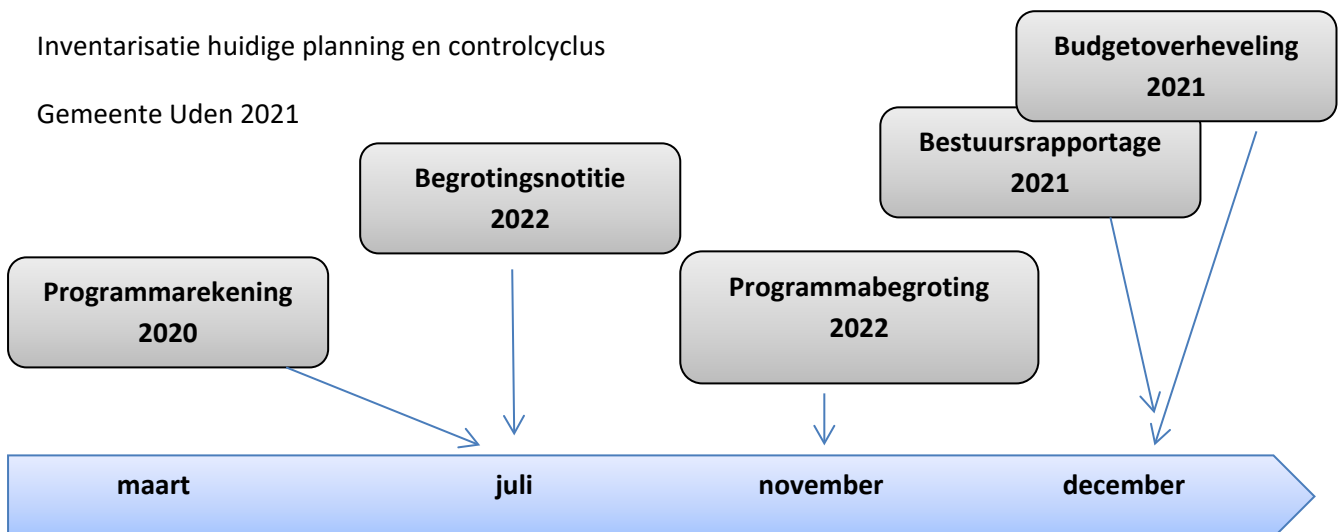 Inventarisatie huidige planning en controlcyclus
Gemeente Uden 2021
Budgetoverheveling
2021
Bestuursrapportage
2021
Begrotingsnotitie
2022
Programmarekening
2020
Programmabegroting
2022
maart
juli
november
december